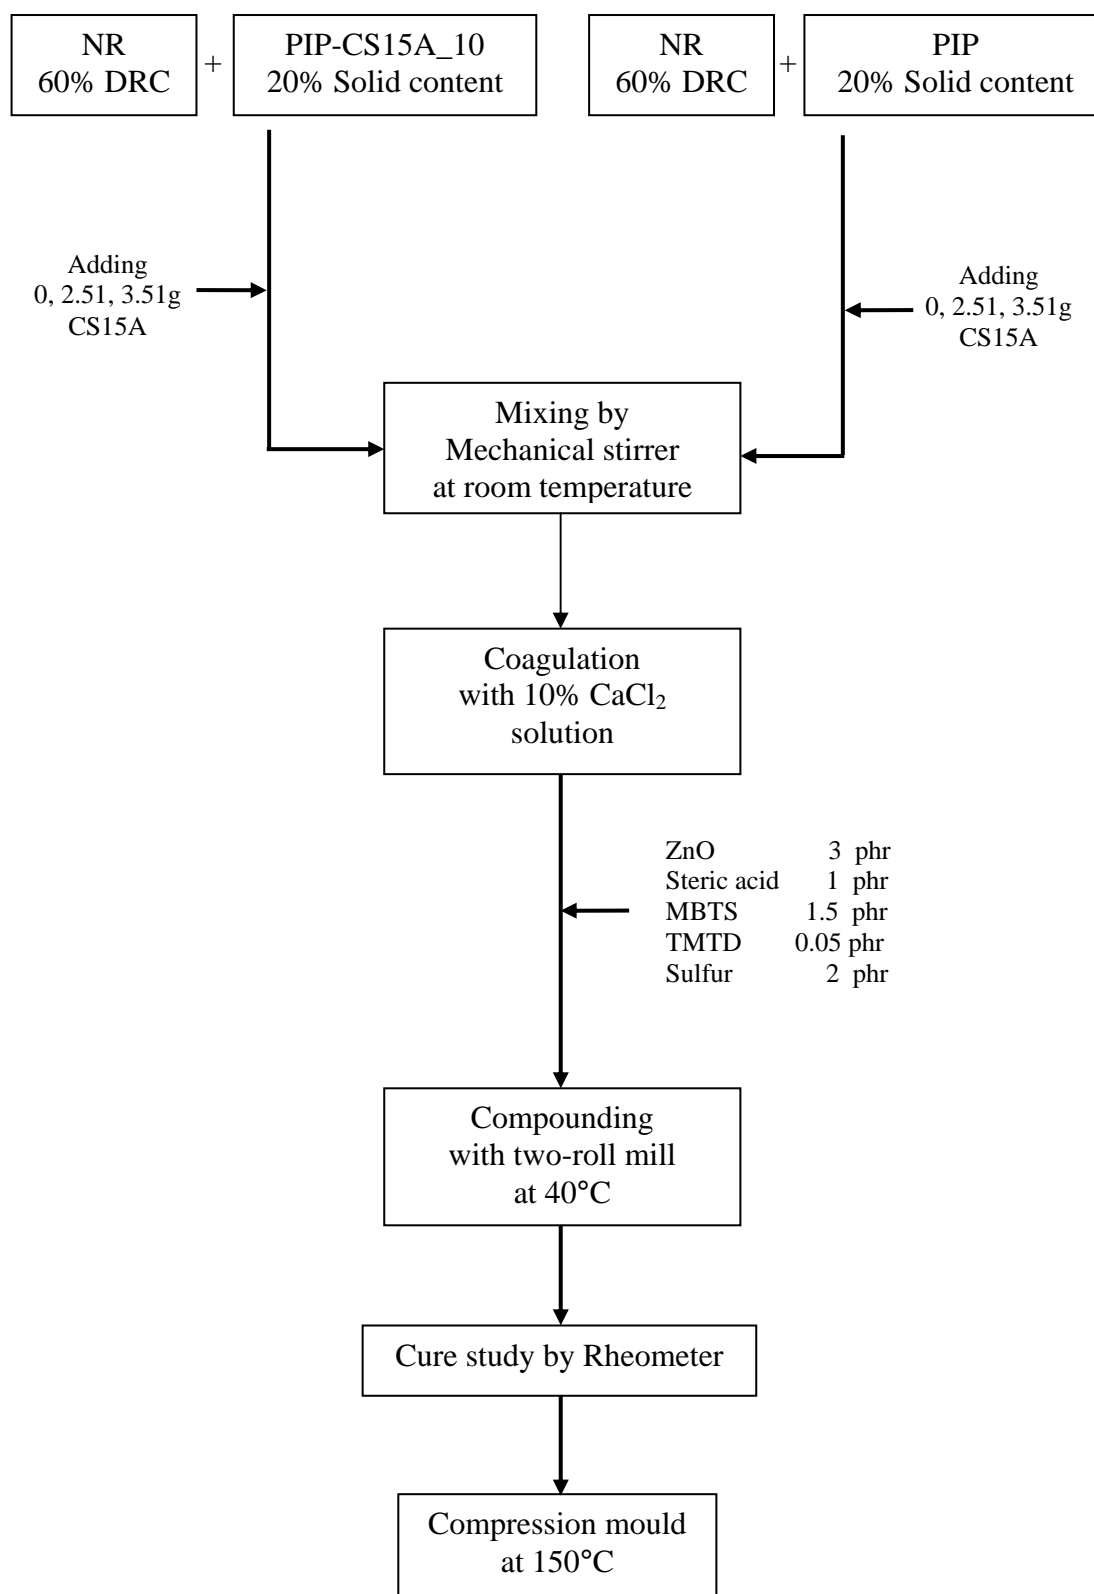 NR
60% DRC
+
PIP-CS15A_10
20% Solid content
NR
60% DRC
+
PIP
20% Solid content
Adding
0, 2.51, 3.51g
CS15A
Adding
0, 2.51, 3.51g
CS15A
Mixing by
Mechanical stirrer
at room temperature
Coagulation
with 10% CaCl₂
solution
ZnO 3 phr
Steric acid 1 phr
MBTS 1.5 phr
TMTD 0.05 phr
Sulfur 2 phr
Compounding
with two-roll mill
at 40°C
Cure study by Rheometer
Compression mould
at 150°C